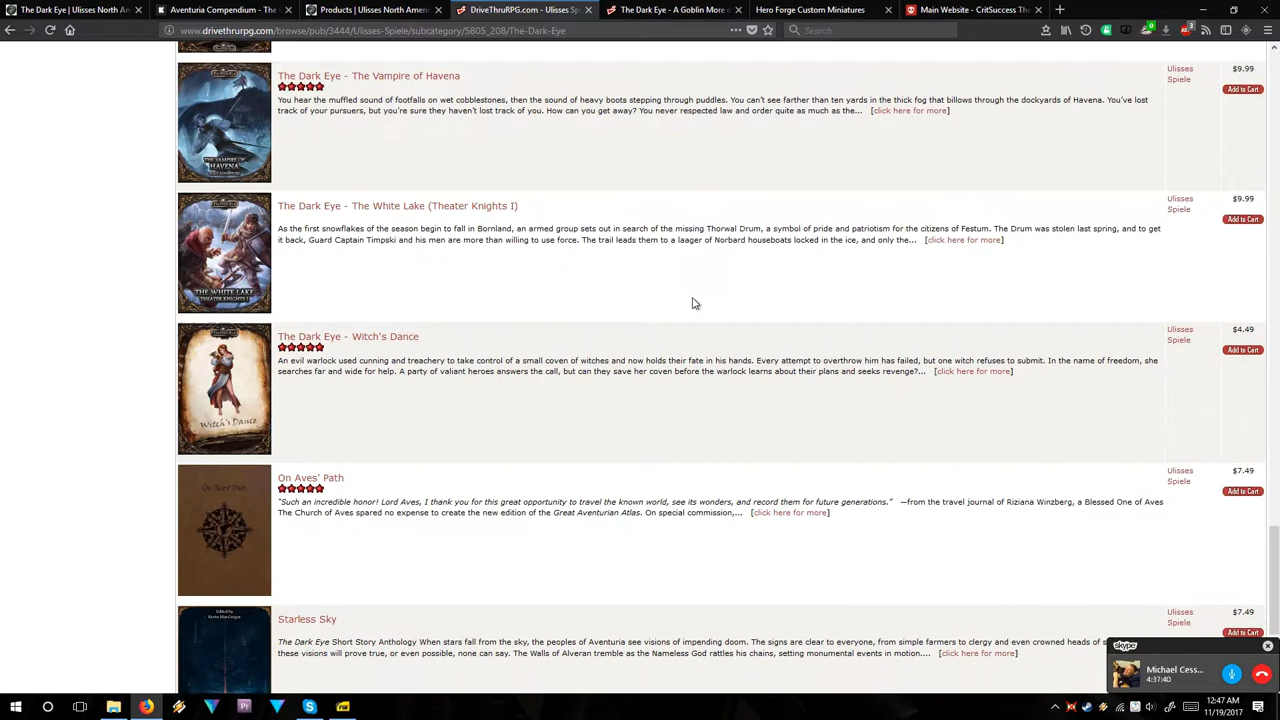 The Dark Eye | Ulisses North An
Aventuria Compendium - The
Products | Ulisses North Americ
DriveThruRPG.com - Ulisses Sp
The Dark Eye - A Goblin More o
Hero Forge Custom Miniatures
Main Website – CritSuccess The
www.drivethrurpg.com/browse/pub/3444/Ulisses-Spiele/subcategory/5805_208/The-Dark-Eye
Search
The Dark Eye - The Vampire of Havena
Ulisses Spiele
$9.99
Add to Cart
You hear the muffled sound of footfalls on wet cobblestones, then the sound of heavy boots stepping through puddles. You can't see farther than ten yards in the thick fog that billows through the dockyards of Havena. You've lost
track of your pursuers, but you're sure they haven't lost track of you. How can you get away? You never respected law and order quite as much as the... [click here for more]
THE VAMPIRE OF
HAVENA
The Dark Eye - The White Lake (Theater Knights I)
Ulisses Spiele
$9.99
Add to Cart
As the first snowflakes of the season begin to fall in Bornland, an armed group sets out in search of the missing Thorwal Drum, a symbol of pride and patriotism for the citizens of Festum. The Drum was stolen last spring, and to get
it back, Guard Captain Timpski and his men are more than willing to use force. The trail leads them to a laager of Norbard houseboats locked in the ice, and only the... [click here for more]
THE WHITE LAKE
THEATER KNIGHTS I
The Dark Eye - Witch's Dance
Ulisses Spiele
$4.49
Add to Cart
An evil warlock used cunning and treachery to take control of a small coven of witches and now holds their fate in his hands. Every attempt to overthrow him has failed, but one witch refuses to submit. In the name of freedom, she
searches far and wide for help. A party of valiant heroes answers the call, but can they save her coven before the warlock learns about their plans and seeks revenge?... [click here for more]
Witch's Dance
On Aves' Path
Ulisses Spiele
$7.49
Add to Cart
On Aves' Path
"Such an incredible honor! Lord Aves, I thank you for this great opportunity to travel the known world, see its wonders, and record them for future generations." —from the travel journal of Riziana Winzberg, a Blessed One of Aves
The Church of Aves spared no expense to create the new edition of the Great Aventurian Atlas. On special commission,... [click here for more]
Edited by
Kevin MacGregor
Starless Sky
Ulisses Spiele
$7.49
Add to Cart
The Dark Eye Short Story Anthology When stars fall from the sky, the peoples of Aventuria see visions of impending doom. The signs are clear to everyone, from simple farmers to clergy and even crowned heads of s
these visions will prove true, or even possible, none can say. The Walls of Alveran tremble as the Nameless God rattles his chains, setting monumental events in motion.... [click here for more]
skype
Michael Cess...
4:37:40
12:47 AM
11/19/2017